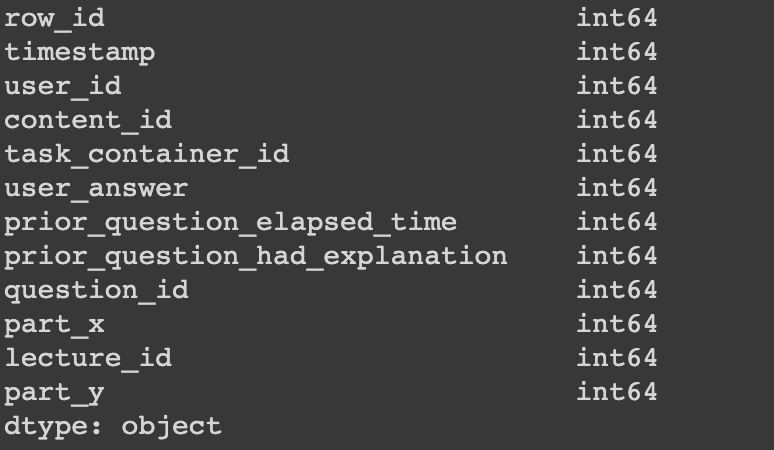 row_id int64
timestamp int64
user_id int64
content_id int64
task_container_id int64
user_answer int64
prior_question_elapsed_time int64
prior_question_had_explanation int64
question_id int64
part_x int64
lecture_id int64
part_y int64
dtype: object